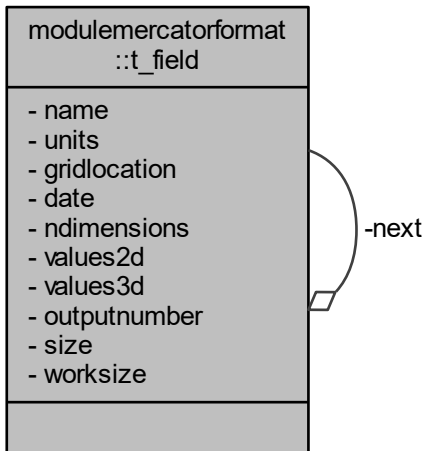 modulemercatorformat
::t_field
- name
- units
- gridlocation
- date
- ndimensions
- values2d
- values3d
- outputnumber
- size
- worksize
-next